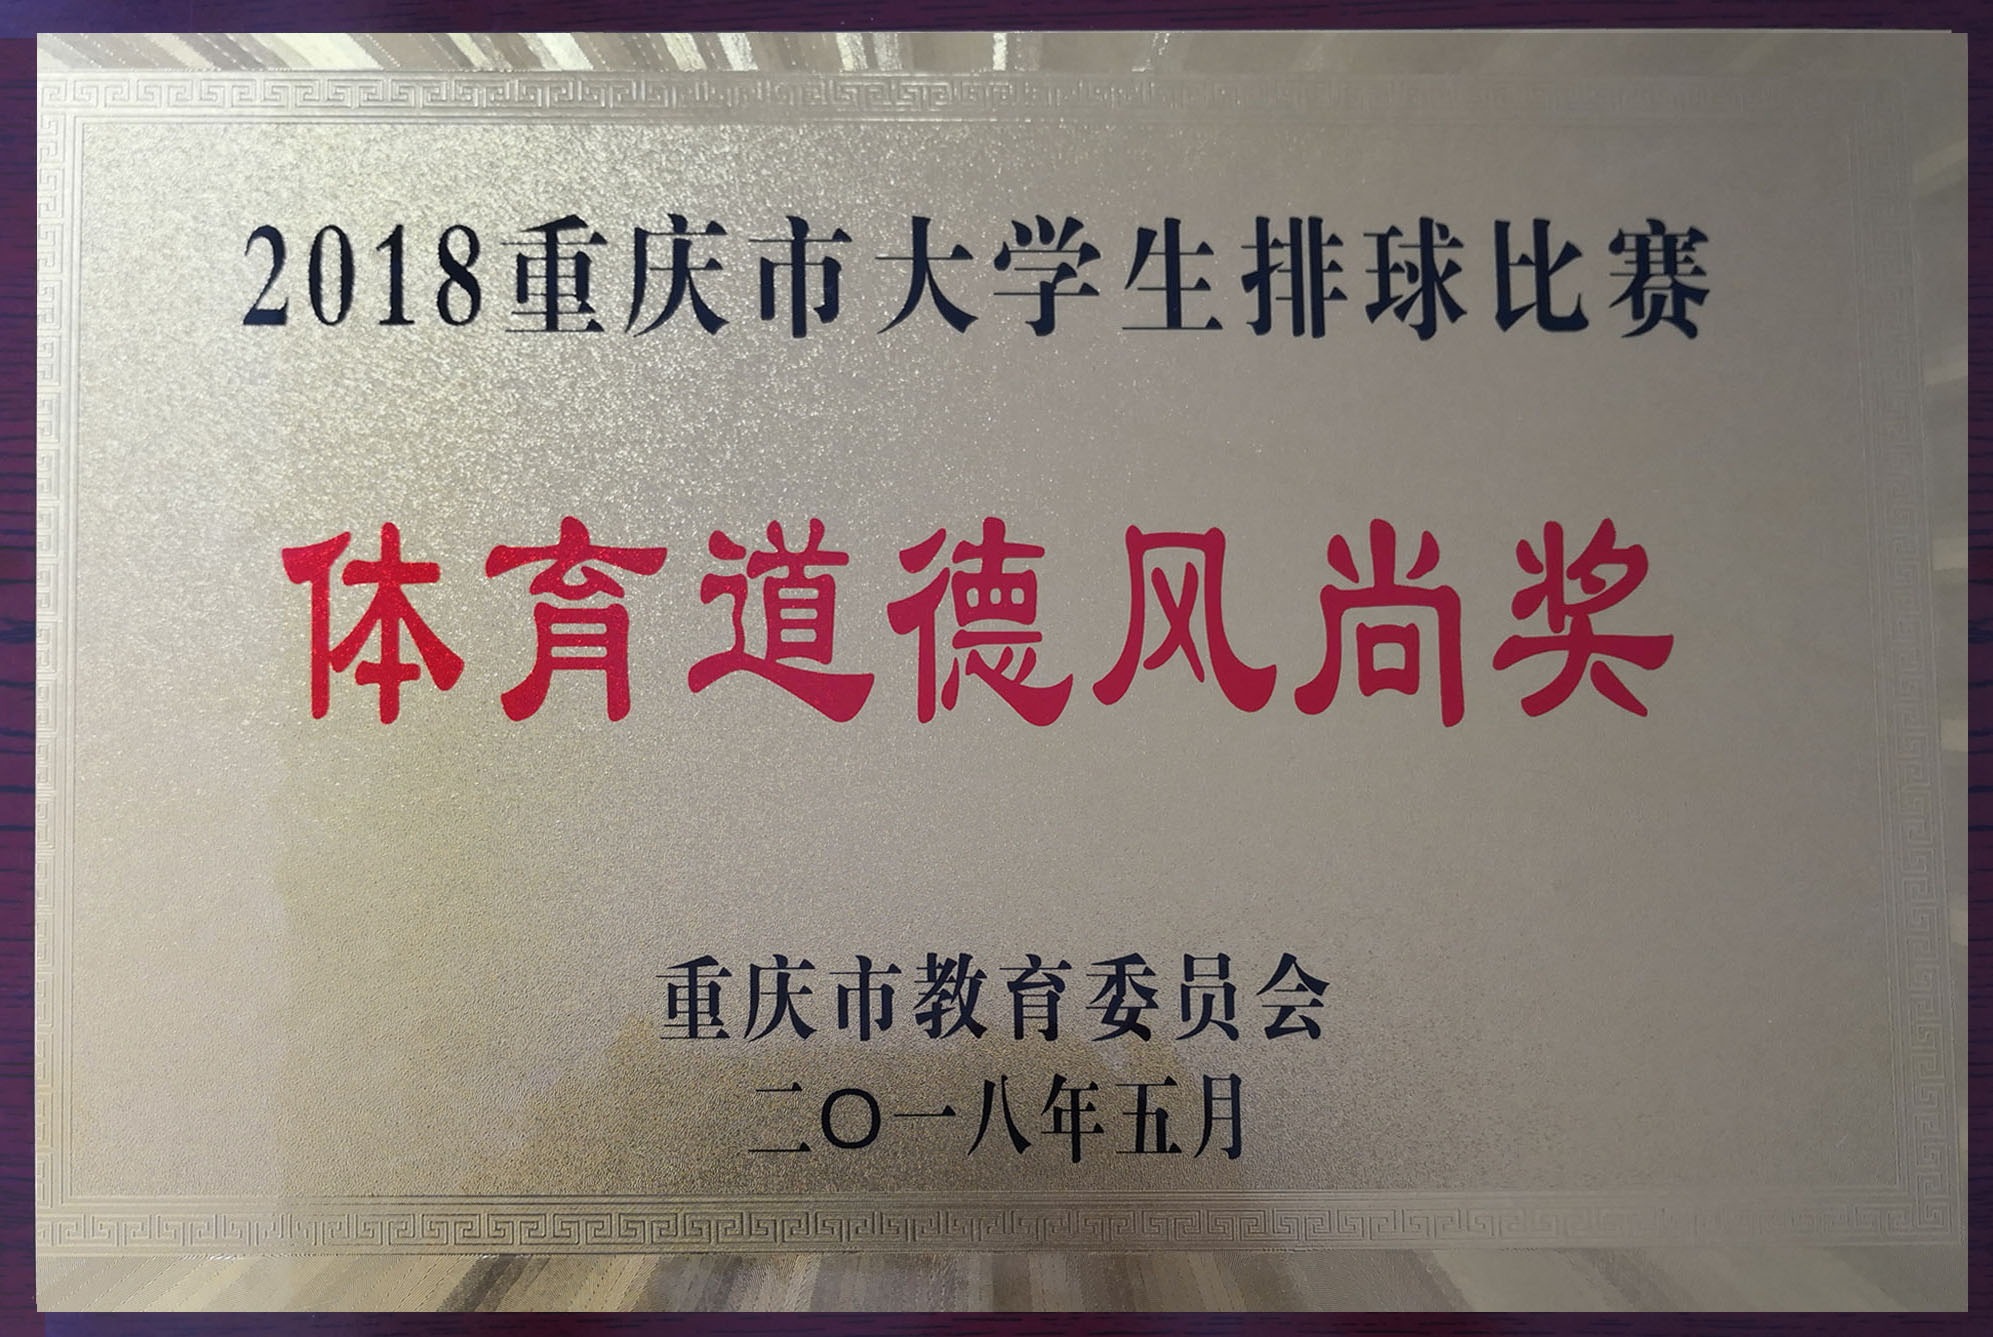 2018重庆市大学生排球比赛
体育道德风尚奖
重庆市教育委员会
二〇一八年五月